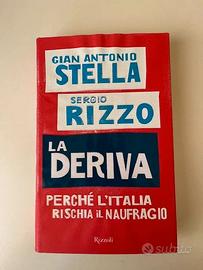 GIAN ANTONIO
STELLA
SERGIO
RIZZO
LA
DERIVA
PERCHÉ L'ITALIA
RISCHIA IL NAUFRAGIO
Rizzoli
subito